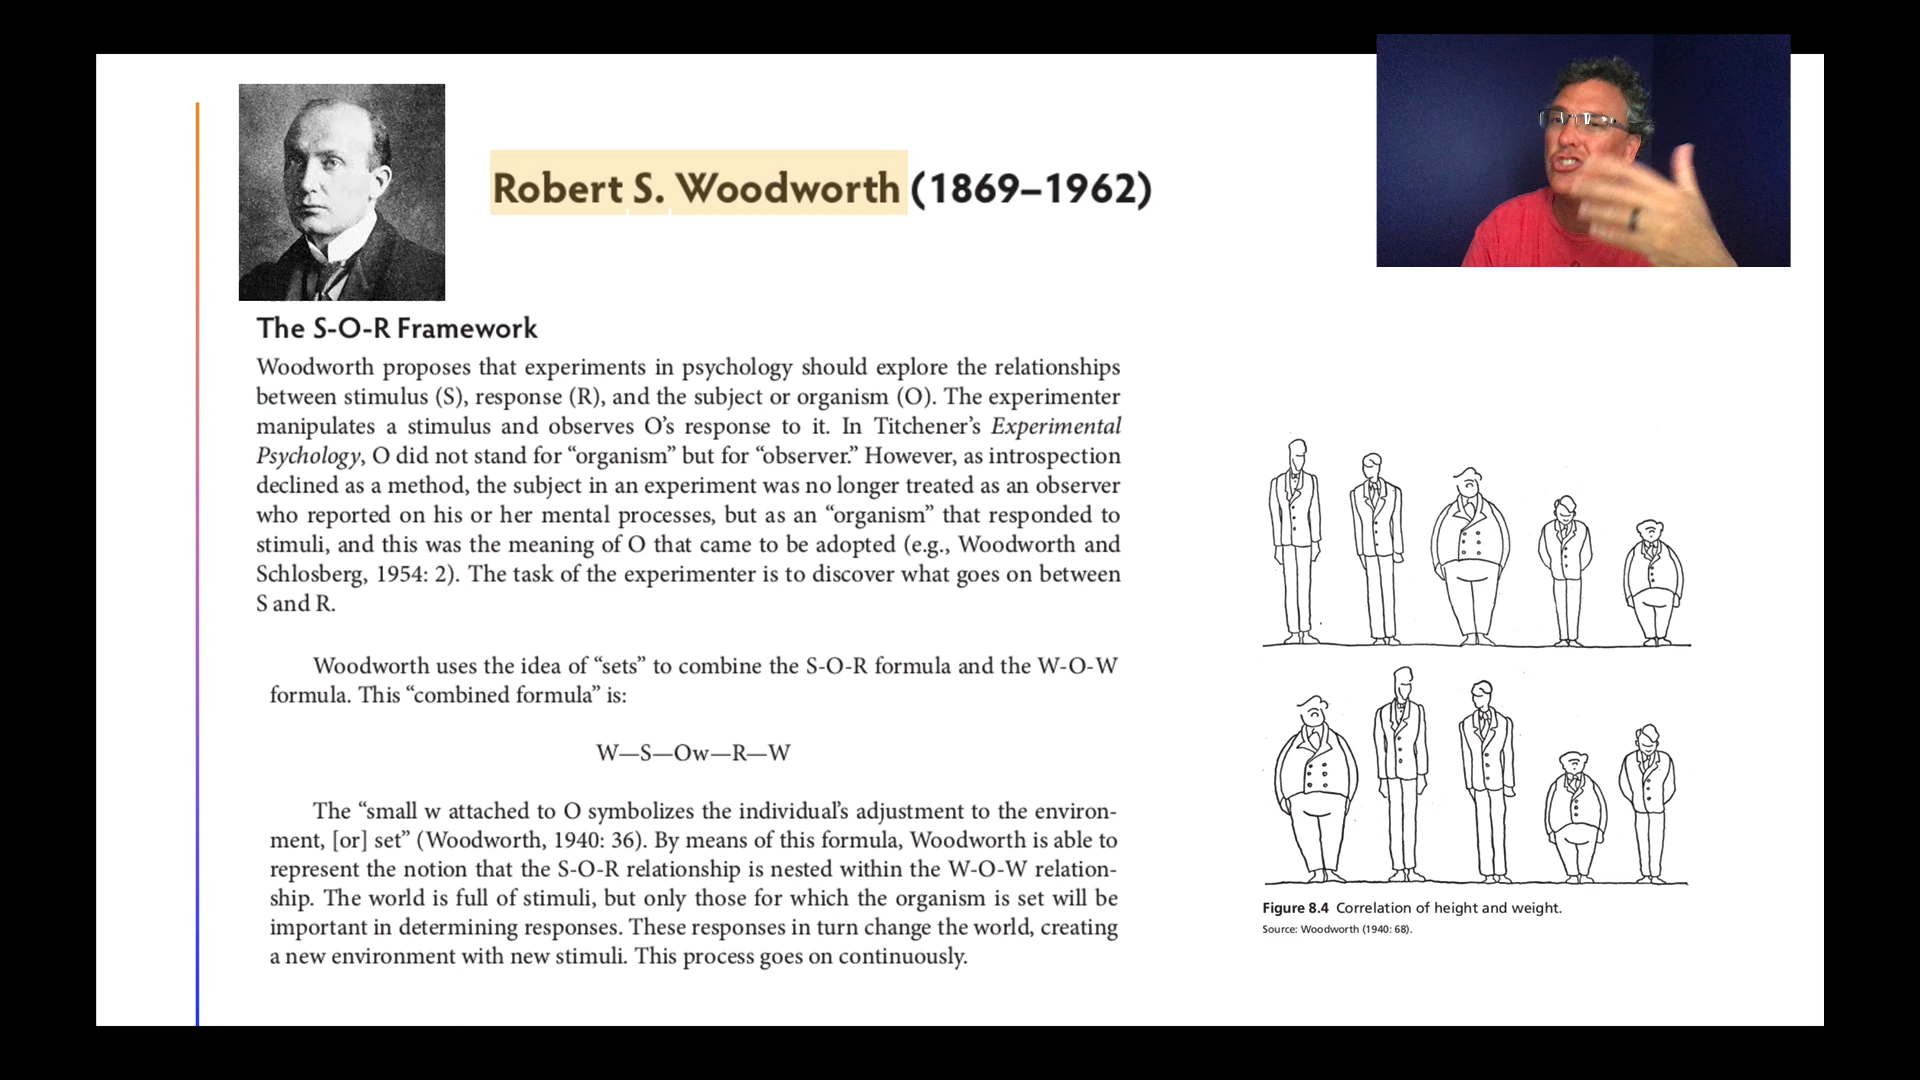 Robert S. Woodworth (1869–1962)
The S-O-R Framework
Woodworth proposes that experiments in psychology should explore the relationships
between stimulus (S), response (R), and the subject or organism (O). The experimenter
manipulates a stimulus and observes O’s response to it. In Titchener’s Experimental
Psychology, O did not stand for “organism” but for “observer.” However, as introspection
declined as a method, the subject in an experiment was no longer treated as an observer
who reported on his or her mental processes, but as an “organism” that responded to
stimuli, and this was the meaning of O that came to be adopted (e.g., Woodworth and
Schlosberg, 1954: 2). The task of the experimenter is to discover what goes on between
S and R.
Woodworth uses the idea of “sets” to combine the S-O-R formula and the W-O-W
formula. This “combined formula” is:
W—S—Ow—R—W
The “small w attached to O symbolizes the individual’s adjustment to the environ-
ment, [or] set” (Woodworth, 1940: 36). By means of this formula, Woodworth is able to
represent the notion that the S-O-R relationship is nested within the W-O-W relation-
ship. The world is full of stimuli, but only those for which the organism is set will be
important in determining responses. These responses in turn change the world, creating
a new environment with new stimuli. This process goes on continuously.
Figure 8.4 Correlation of height and weight.
Source: Woodworth (1940: 68).